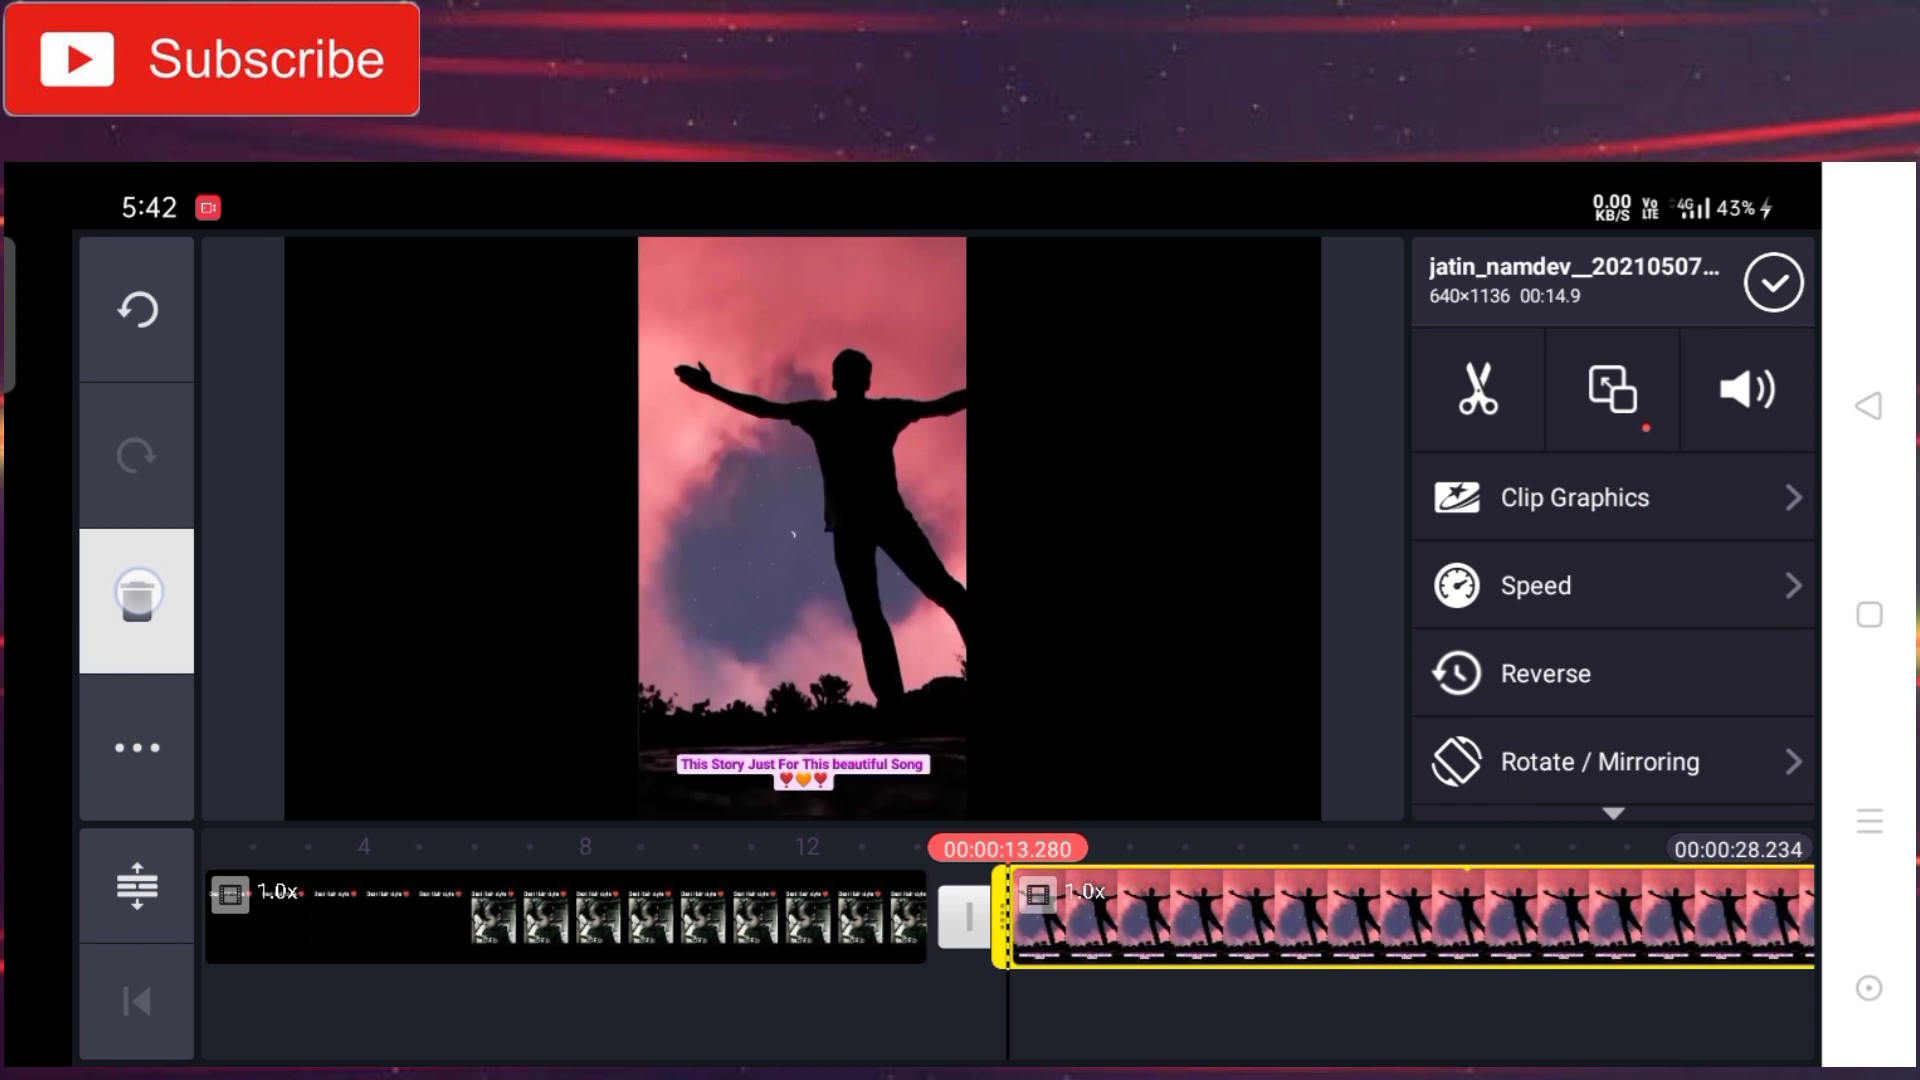 Subscribe
5:42
0.00 KB/S Vo LTE 4G 43%
jatin_namdev__20210507...
640×1136 00:14.9
Clip Graphics
Speed
Reverse
Rotate / Mirroring
This Story Just For This beautiful Song
❣️🧡❣️
4 8 12 00:00:13.280 00:00:28.234
1.0x
1.0x